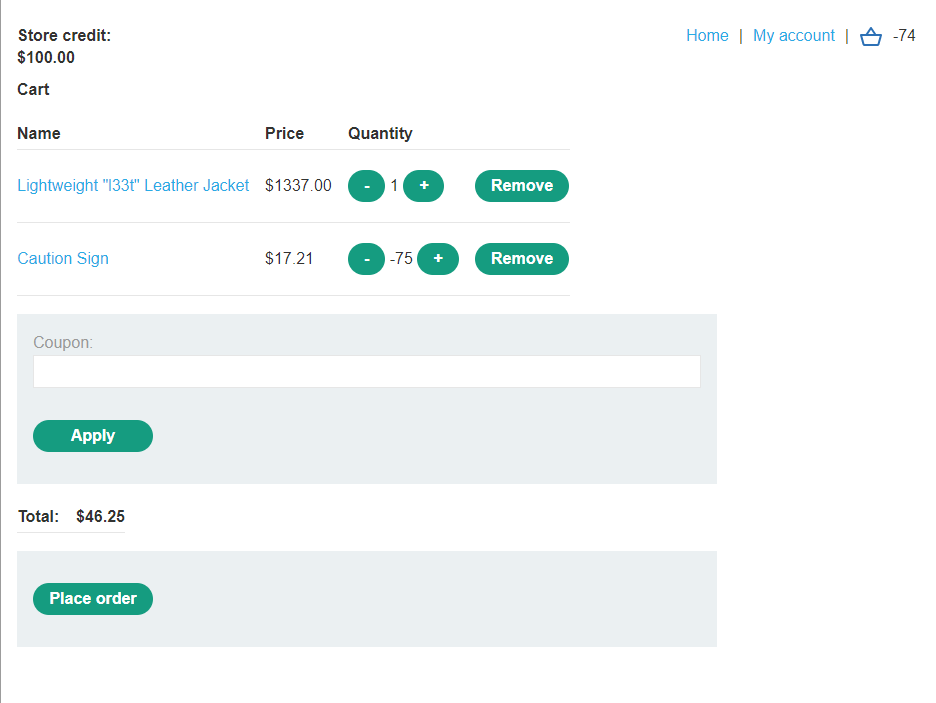 Store credit:
$100.00
Home | My account | -74
Cart
Name Price Quantity
Lightweight "l33t" Leather Jacket $1337.00 - 1 + Remove
Caution Sign $17.21 - -75 + Remove
Coupon:
Apply
Total: $46.25
Place order